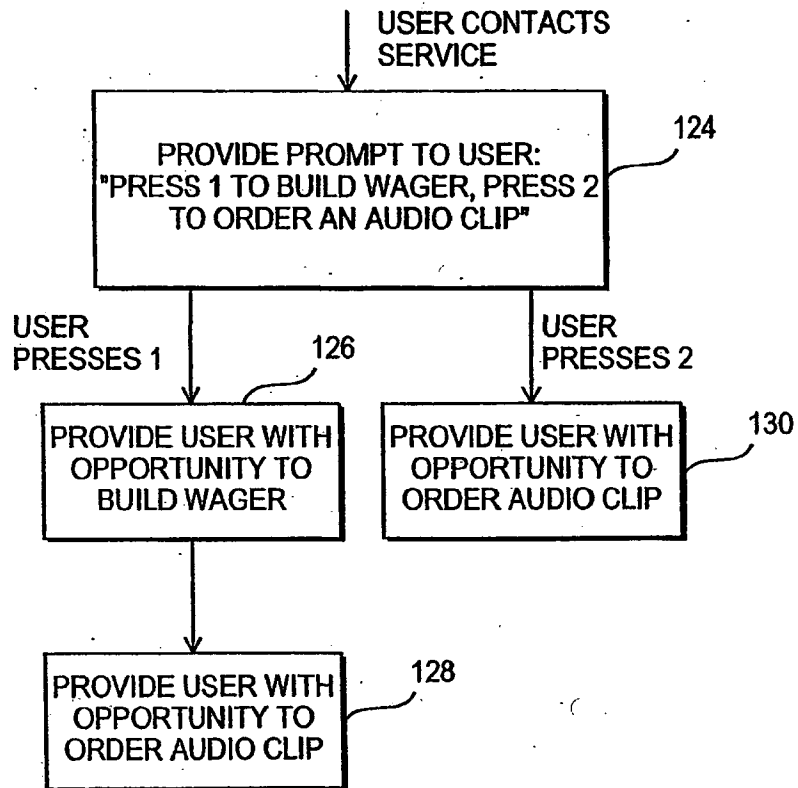 USER CONTACTS
SERVICE
124
PROVIDE PROMPT TO USER:
"PRESS 1 TO BUILD WAGER, PRESS 2
TO ORDER AN AUDIO CLIP"
USER
PRESSES 1
USER
PRESSES 2
126
130
PROVIDE USER WITH
OPPORTUNITY TO
BUILD WAGER
PROVIDE USER WITH
OPPORTUNITY TO
ORDER AUDIO CLIP
128
PROVIDE USER WITH
OPPORTUNITY TO
ORDER AUDIO CLIP